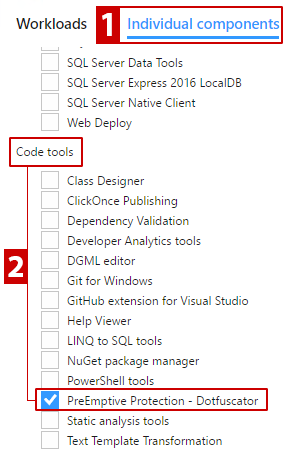 Workloads 1 Individual components
SQL Server Data Tools
SQL Server Express 2016 LocalDB
SQL Server Native Client
Web Deploy
Code tools
Class Designer
ClickOnce Publishing
Dependency Validation
Developer Analytics tools
2 DGML editor
Git for Windows
GitHub extension for Visual Studio
Help Viewer
LINQ to SQL tools
NuGet package manager
PowerShell tools
PreEmptive Protection - Dotfuscator
Static analysis tools
Text Template Transformation